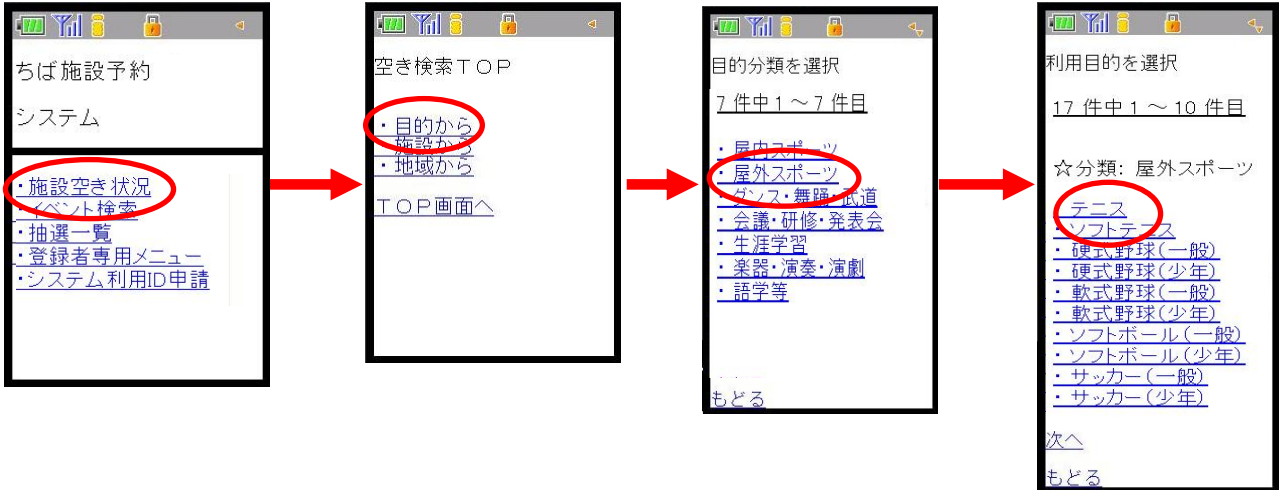 ちば施設予約
システム
・施設空き状況
・イベント検索
・抽選一覧
・登録者専用メニュー
・システム利用ID申請
空き検索TOP
・目的から
・施設から
・地域から
TOP画面へ
目的分類を選択
7 件中 1 ～ 7 件目
・屋内スポーツ
・屋外スポーツ
・ダンス・舞踊・武道
・会議・研修・発表会
・生涯学習
・楽器・演奏・演劇
・語学等
もどる
利用目的を選択
17 件中 1 ～ 10 件目
☆分類: 屋外スポーツ
・テニス
・ソフトテニス
・硬式野球(一般)
・硬式野球(少年)
・軟式野球(一般)
・軟式野球(少年)
・ソフトボール(一般)
・ソフトボール(少年)
・サッカー(一般)
・サッカー(少年)
次へ
もどる